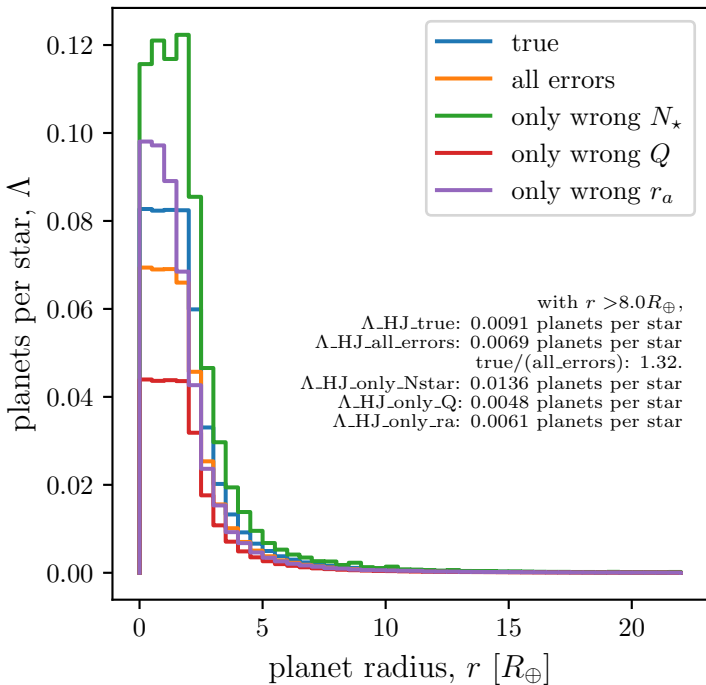 0.12
0.10
0.08
0.06
0.04
0.02
0.00
planets per star, Λ
true
all errors
only wrong N⋆
only wrong Q
only wrong r_a
with r >8.0R⊕,
Λ_HJ_true: 0.0091 planets per star
Λ_HJ_all_errors: 0.0069 planets per star
true/(all_errors): 1.32.
Λ_HJ_only_Nstar: 0.0136 planets per star
Λ_HJ_only_Q: 0.0048 planets per star
Λ_HJ_only_ra: 0.0061 planets per star
0 5 10 15 20
planet radius, r [R⊕]